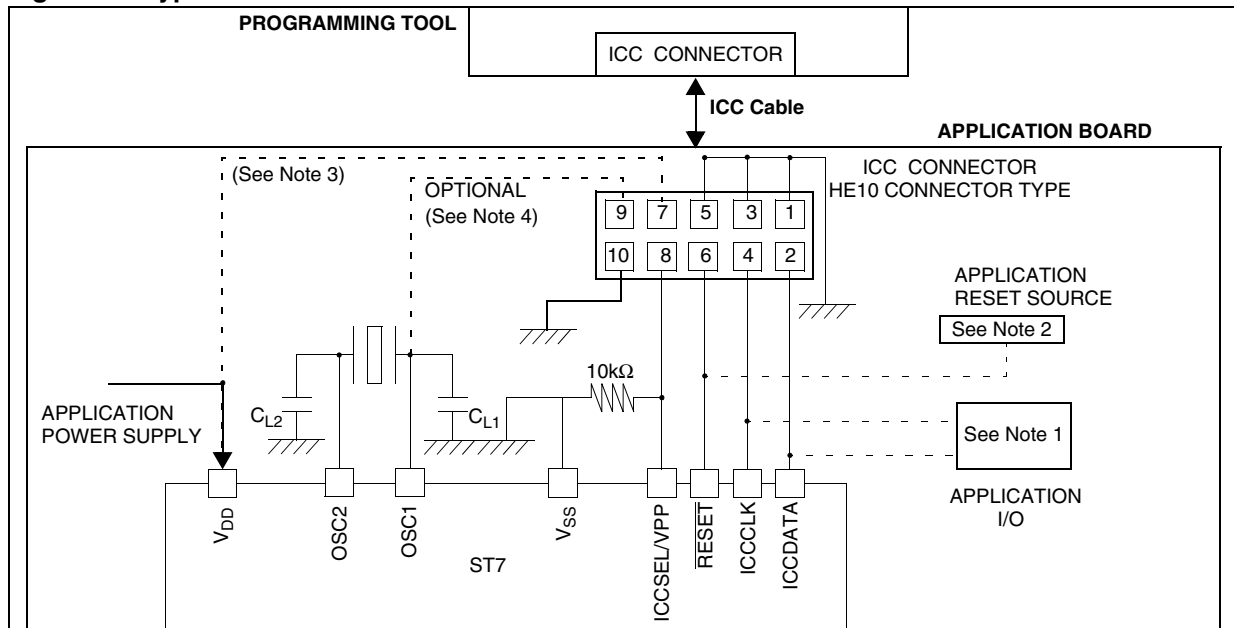 PROGRAMMING TOOL
ICC CONNECTOR
ICC Cable
APPLICATION BOARD
(See Note 3)
OPTIONAL
(See Note 4)
ICC CONNECTOR
HE10 CONNECTOR TYPE
9 7 5 3 1
10 8 6 4 2
APPLICATION
RESET SOURCE
See Note 2
10kΩ
APPLICATION
POWER SUPPLY
CL2
CL1
See Note 1
APPLICATION
I/O
VDD
OSC2
OSC1
VSS
ICCSEL/VPP
RESET
ICCCLK
ICCDATA
ST7